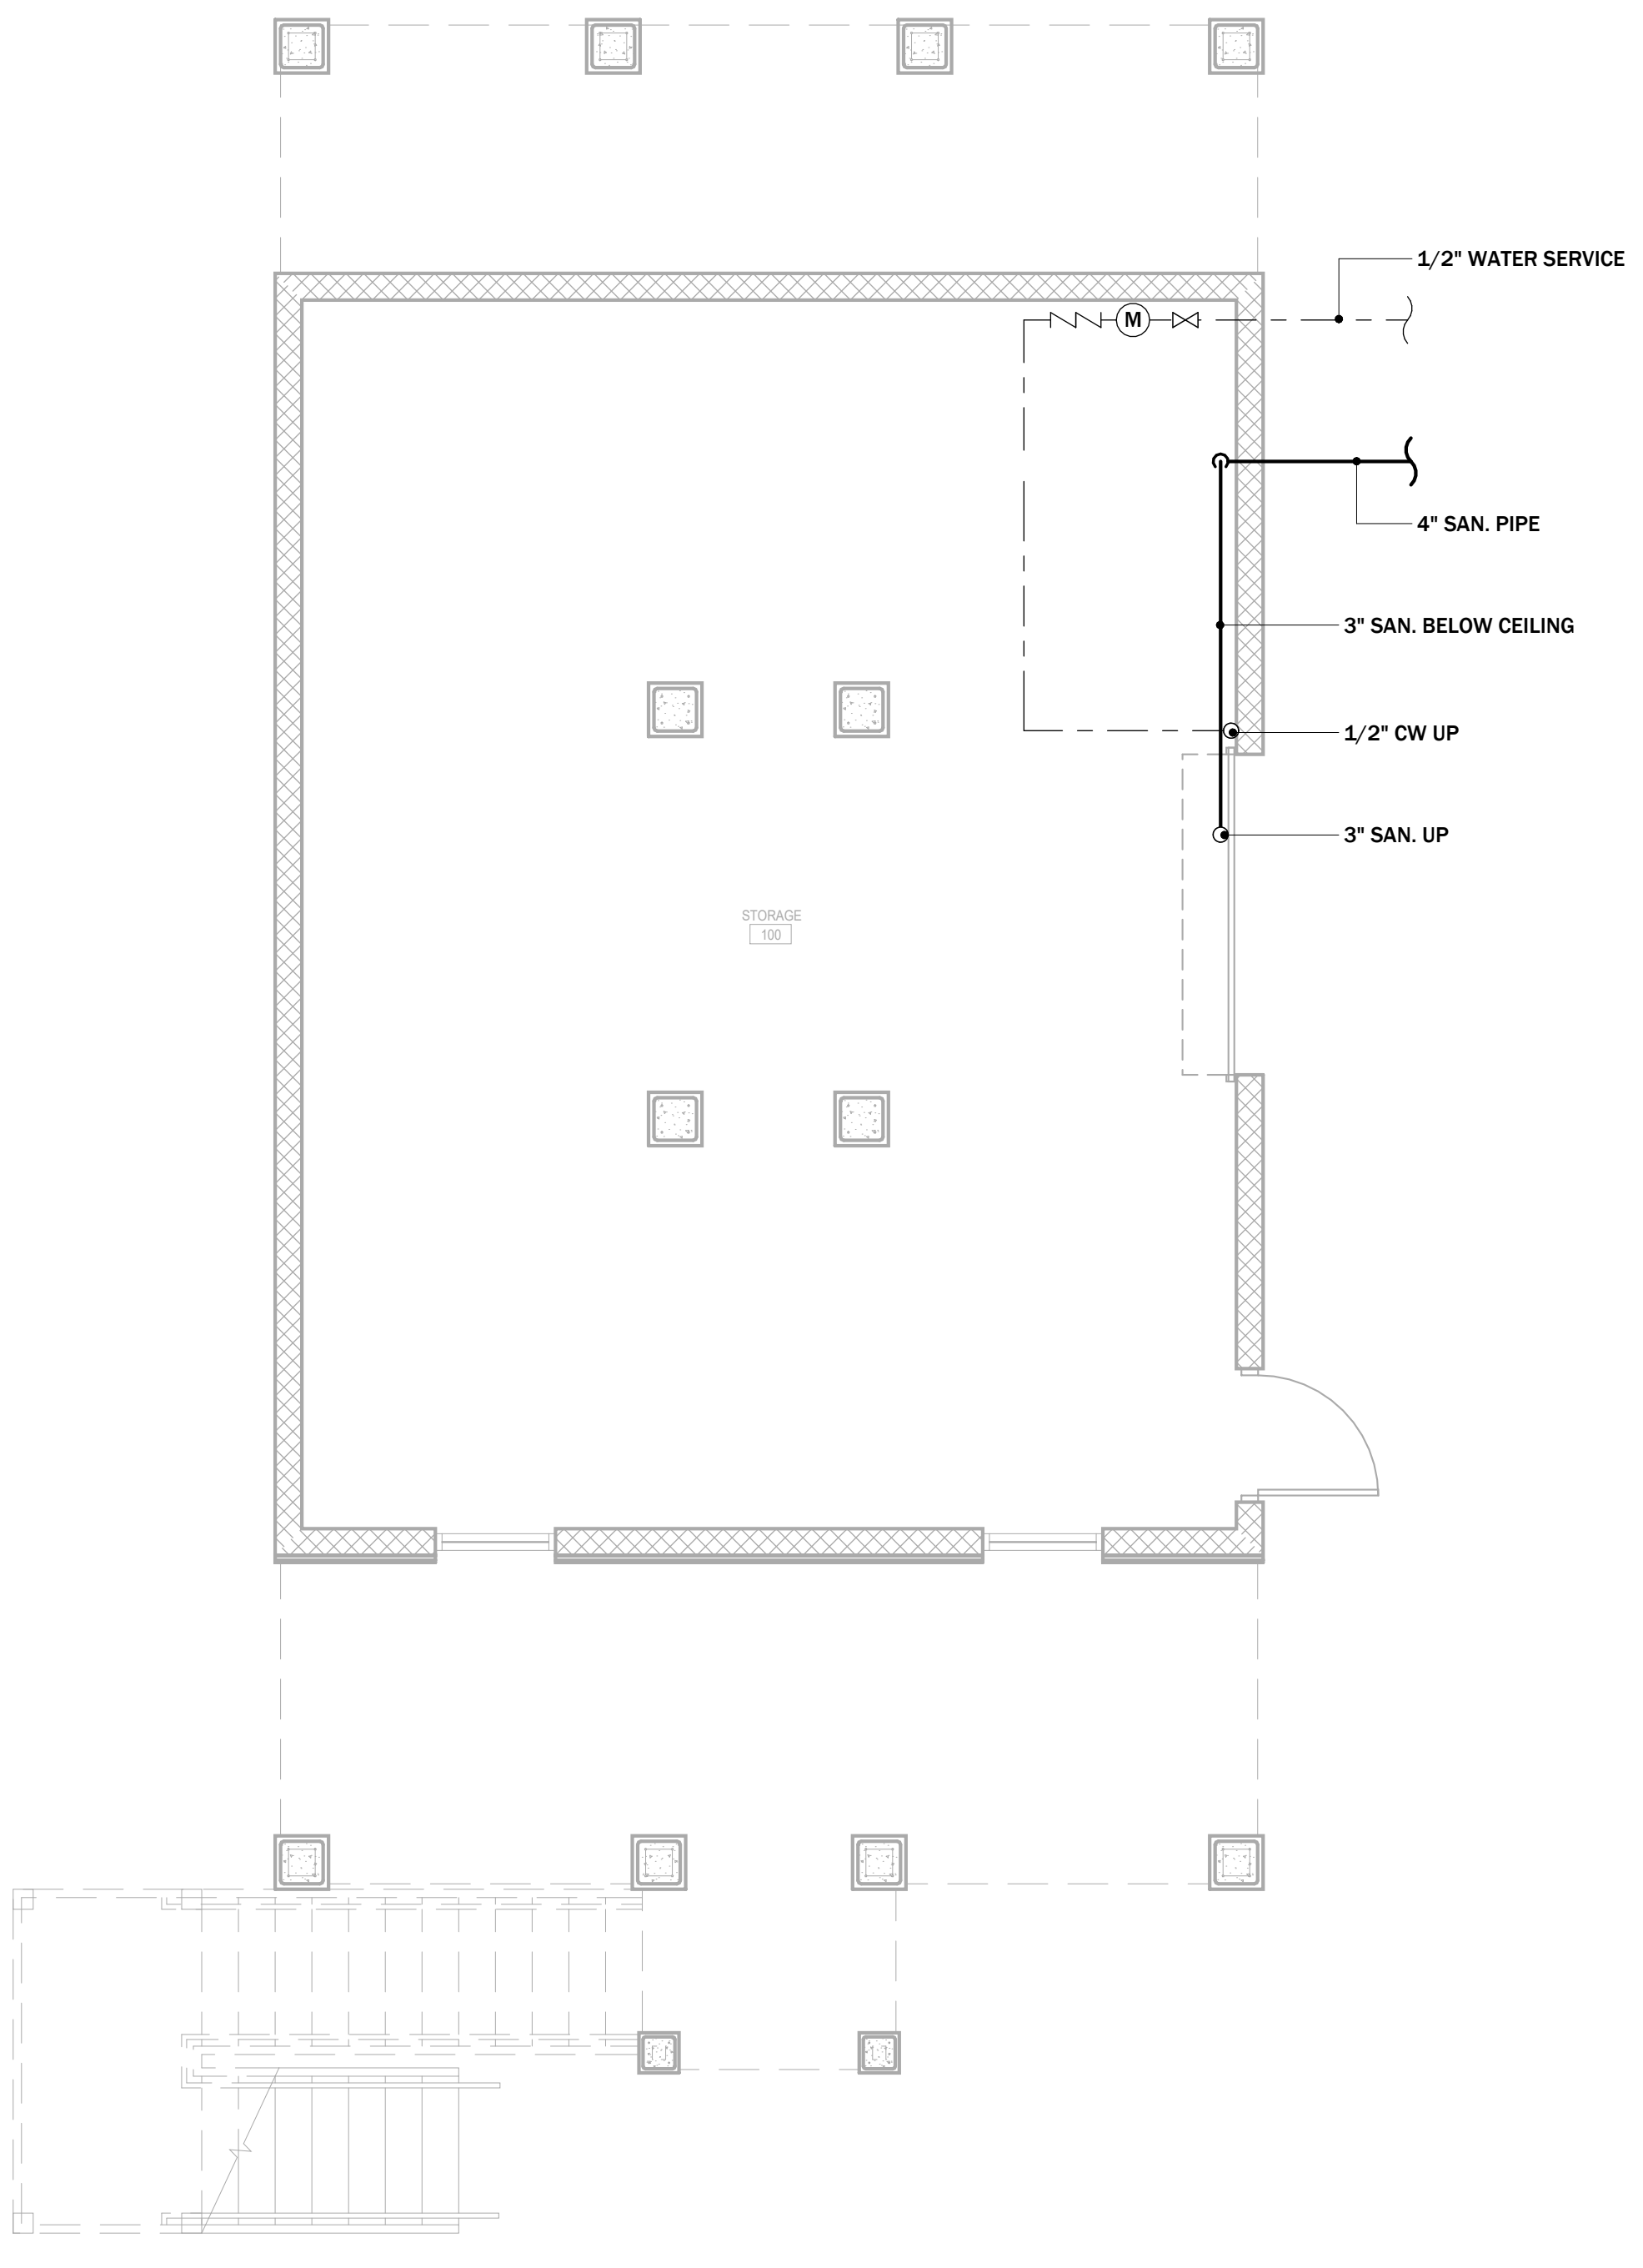 1/2" WATER SERVICE
M
4" SAN. PIPE
3" SAN. BELOW CEILING
1/2" CW UP
3" SAN. UP
STORAGE
100